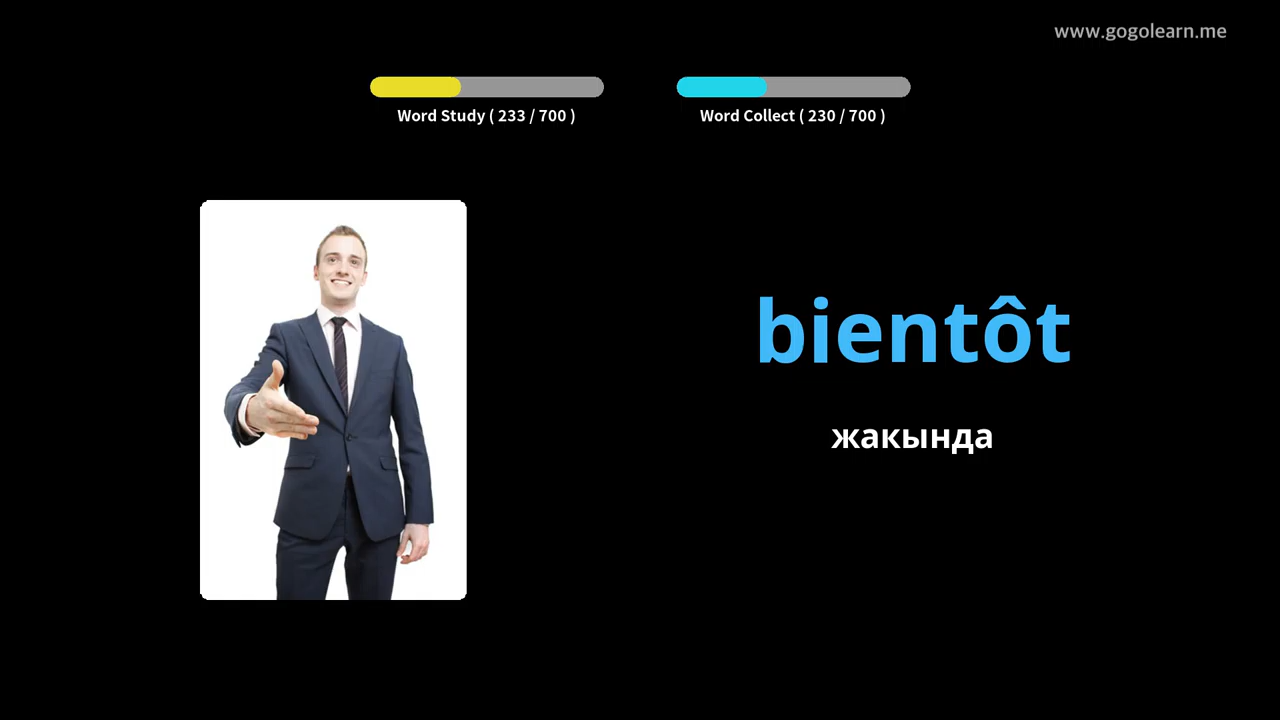 www.gogolearn.me
Word Study ( 233 / 700 )
Word Collect ( 230 / 700 )
bientôt
жакында